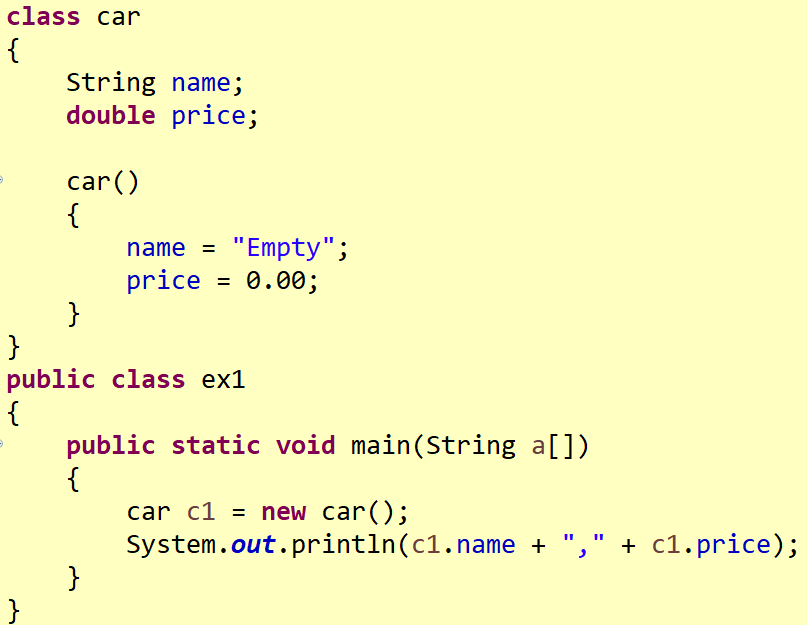 class car
{
    String name;
    double price;

    car()
    {
        name = "Empty";
        price = 0.00;
    }
}
public class ex1
{
    public static void main(String a[])
    {
        car c1 = new car();
        System.out.println(c1.name + "," + c1.price);
    }
}